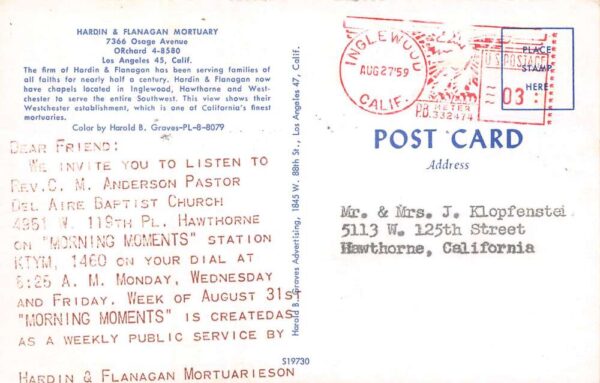 HARDIN & FLANAGAN MORTUARY
7366 Osage Avenue
ORchard 4-8580
Los Angeles 45, Calif.
The firm of Hardin & Flanagan has been serving families of
all faiths for nearly half a century. Hardin & Flanagan now
have chapels located in Inglewood, Hawthorne and West-
chester to serve the entire Southwest. This view shows their
Westchester establishment, which is one of California's finest
mortuaries.
Color by Harold B. Graves—PL-B-8079
DEAR FRIEND:
WE INVITE YOU TO LISTEN TO
REV. C. M. ANDERSON PASTOR
DEL AIRE BAPTIST CHURCH
4951 W. 119TH PL. HAWTHORNE
ON "MORNING MOMENTS" STATION
KTYM, 1460 ON YOUR DIAL AT
A. M. MONDAY, WEDNESDAY
AND FRIDAY. WEEK OF AUGUST 31ST
"MORNING MOMENTS" IS CREATEDAS
AS A WEEKLY PUBLIC SERVICE BY
HARDIN & FLANAGAN MORTUARIESON
Harold B. Graves Advertising, 1845 W. 88th St., Los Angeles 47, Calif.
S19730
INGLEWOOD
AUG 27'59
CALIF.
U.S. POSTAGE
03
P.B. METER
332474
PLACE
STAMP
HERE
POST CARD
Address
Mr. & Mrs. J. Klopfenstei
5113 W. 125th Street
Hawthorne, California